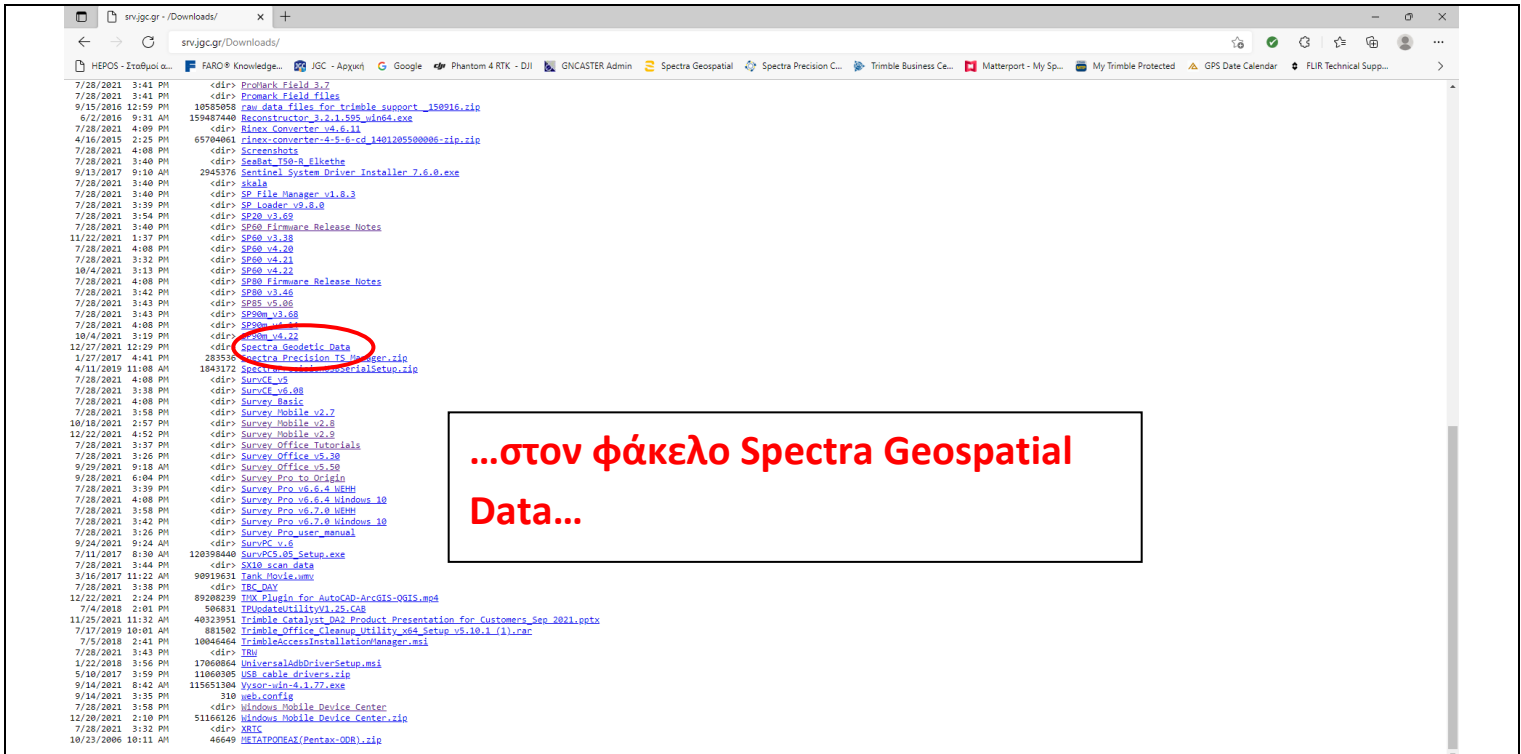 srv.jgc.gr - /Downloads/
srv.jgc.gr/Downloads/
HEPOS - Σταθμοί α... FARO® Knowledge... JGC - Αρχική Google Phantom 4 RTK - DJI GNCASTER Admin Spectra Geospatial Spectra Precision C... Trimble Business Ce... Matterport - My Sp... My Trimble Protected GPS Date Calendar FLIR Technical Supp...
7/28/2021 3:41 PM <dir> ProMark Field 3.7
7/28/2021 3:41 PM <dir> Promark Field files
9/15/2016 12:59 PM 10585058 raw data files for trimble support _150916.zip
6/2/2016 9:31 AM 159487440 Reconstructor_3.2.1.595_win64.exe
7/28/2021 4:09 PM <dir> Rinex Converter v4.6.11
4/16/2015 2:25 PM 65704061 rinex-converter-4-5-6-cd_1401205500006-zip.zip
7/28/2021 4:08 PM <dir> Screenshots
7/28/2021 3:40 PM <dir> SeaBat_T50-R_Elkethe
9/13/2017 9:10 AM 2945376 Sentinel System Driver Installer 7.6.0.exe
7/28/2021 3:40 PM <dir> skala
7/28/2021 3:40 PM <dir> SP File Manager v1.8.3
7/28/2021 3:39 PM <dir> SP Loader v9.8.0
7/28/2021 3:54 PM <dir> SP20 v3.69
7/28/2021 3:40 PM <dir> SP60 Firmware Release Notes
11/22/2021 1:37 PM <dir> SP60 v3.38
7/28/2021 4:08 PM <dir> SP60 v4.20
7/28/2021 3:32 PM <dir> SP60 v4.21
10/4/2021 3:13 PM <dir> SP60 v4.22
7/28/2021 4:08 PM <dir> SP80 Firmware Release Notes
7/28/2021 3:42 PM <dir> SP80 v3.46
7/28/2021 3:43 PM <dir> SP85 v5.06
7/28/2021 3:43 PM <dir> SP90m_v3.68
7/28/2021 4:08 PM <dir>
10/4/2021 3:19 PM <dir> SP90m_v4.22
12/27/2021 12:29 PM <dir> Spectra Geodetic Data
1/27/2017 4:41 PM 283536 Spectra Precision TS Manager.zip
4/11/2019 11:08 AM 1843172
7/28/2021 4:08 PM <dir> SurvCE_v5
7/28/2021 3:38 PM <dir> SurvCE_v6.08
7/28/2021 4:08 PM <dir> Survey Basic
7/28/2021 3:58 PM <dir> Survey Mobile v2.7
10/18/2021 2:57 PM <dir> Survey Mobile v2.8
12/22/2021 4:52 PM <dir> Survey Mobile v2.9
7/28/2021 3:37 PM <dir> Survey Office Tutorials
7/28/2021 3:26 PM <dir> Survey Office v5.30
9/29/2021 9:18 AM <dir> Survey Office v5.50
9/28/2021 6:04 PM <dir> Survey Pro to Origin
7/28/2021 3:39 PM <dir> Survey Pro v6.6.4 WEHH
7/28/2021 4:08 PM <dir> Survey Pro v6.6.4 Windows 10
7/28/2021 3:58 PM <dir> Survey Pro v6.7.0 WEHH
7/28/2021 3:42 PM <dir> Survey Pro v6.7.0 Windows 10
7/28/2021 3:26 PM <dir> Survey Pro_user_manual
9/24/2021 9:24 AM <dir> SurvPC v.6
7/11/2017 8:30 AM 120398440 SurvPC5.05_Setup.exe
7/28/2021 3:44 PM <dir> SX10 scan data
3/16/2017 11:22 AM 90919631 Tank Movie.wmv
7/28/2021 3:38 PM <dir> TBC_DAY
12/22/2021 2:24 PM 89208239 TMX Plugin for AutoCAD-ArcGIS-QGIS.mp4
7/4/2018 2:01 PM 506831 TPUpdateUtilityV1.25.CAB
11/25/2021 11:32 AM 40323951 Trimble Catalyst_DA2 Product Presentation for Customers_Sep 2021.pptx
7/17/2019 10:01 AM 881502 Trimble_Office_Cleanup_Utility_x64_Setup v5.10.1 (1).rar
7/5/2018 2:41 PM 10046464 TrimbleAccessInstallationManager.msi
7/28/2021 3:43 PM <dir> TRW
1/22/2018 3:56 PM 17060864 UniversalAdbDriverSetup.msi
5/10/2017 3:59 PM 11060305 USB cable drivers.zip
9/14/2021 8:42 AM 115651304 Vysor-win-4.1.77.exe
9/14/2021 3:35 PM 310 web.config
7/28/2021 3:58 PM <dir> Windows Mobile Device Center
12/20/2021 2:10 PM 51166126 Windows Mobile Device Center.zip
7/28/2021 3:32 PM <dir> XRTC
10/23/2006 10:11 AM 46649 ΜΕΤΑΤΡΟΠΕΑΣ(Pentax-ODR).zip
...στον φάκελο Spectra Geospatial
Data...